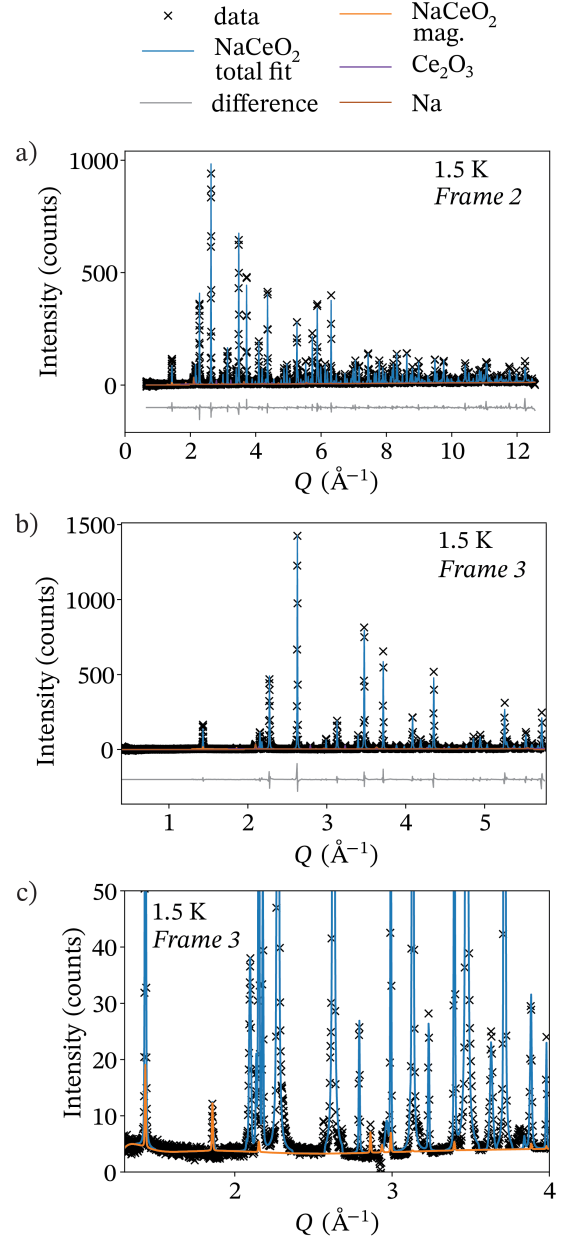 data
NaCeO₂
total fit
difference
NaCeO₂
mag.
Ce₂O₃
Na
a)
1000
500
0
Intensity (counts)
1.5 K
Frame 2
0 2 4 6 8 10 12
Q (Å⁻¹)
b)
1500
1000
500
0
Intensity (counts)
1.5 K
Frame 3
1 2 3 4 5
Q (Å⁻¹)
c)
50
40
30
20
10
0
Intensity (counts)
1.5 K
Frame 3
2 3 4
Q (Å⁻¹)